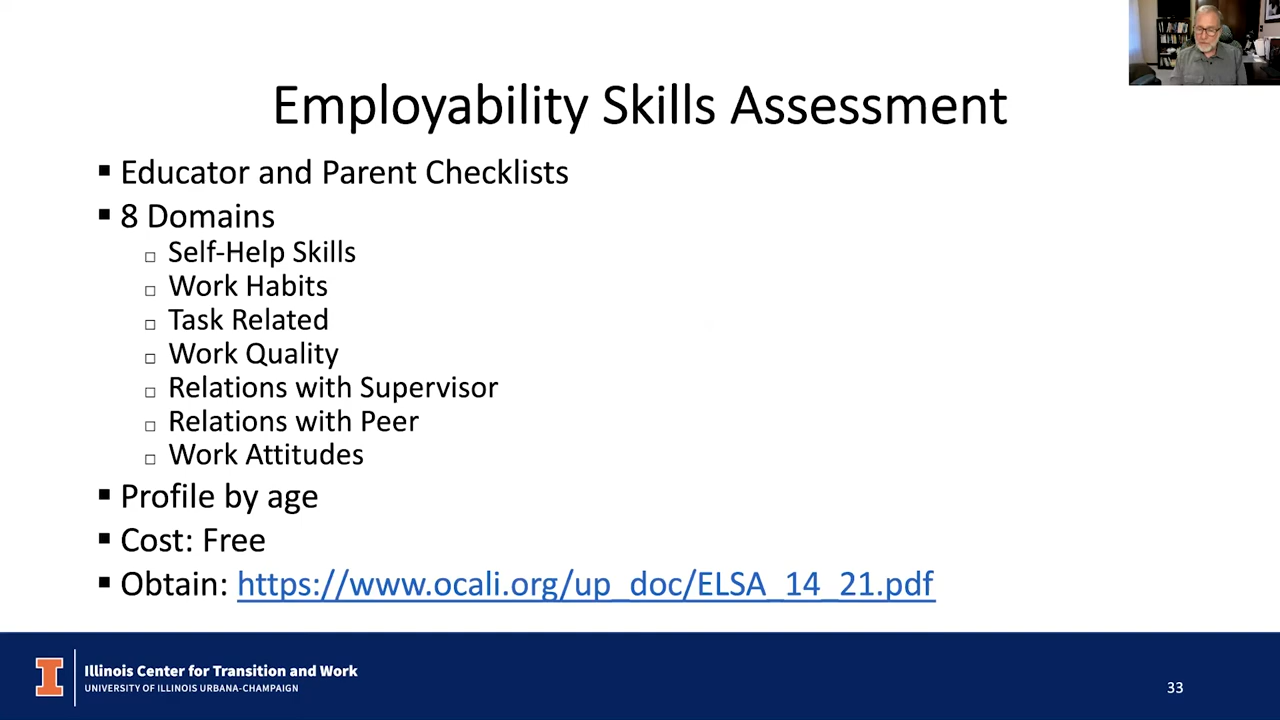 Employability Skills Assessment
Educator and Parent Checklists
8 Domains
Self-Help Skills
Work Habits
Task Related
Work Quality
Relations with Supervisor
Relations with Peer
Work Attitudes
Profile by age
Cost: Free
Obtain: https://www.ocali.org/up_doc/ELSA_14_21.pdf
I
Illinois Center for Transition and Work
UNIVERSITY OF ILLINOIS URBANA-CHAMPAIGN
33